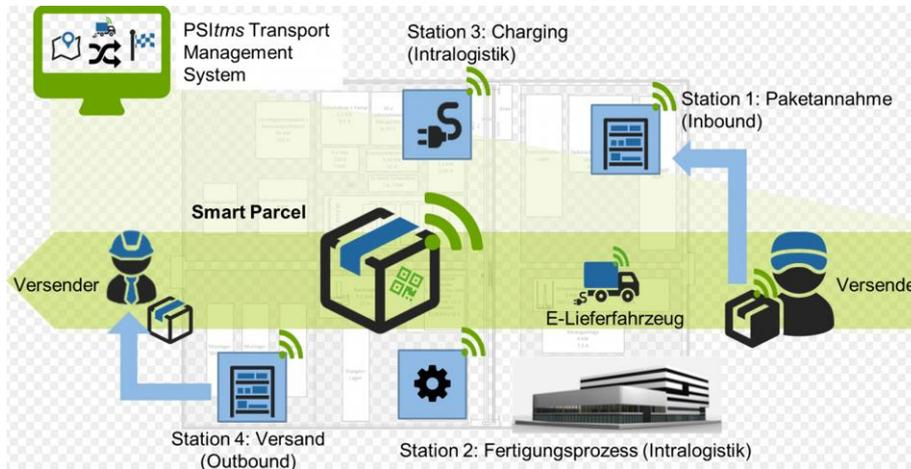 PSItms Transport
Management
System
Station 3: Charging
(Intralogistik)
Station 1: Paketannahme
(Inbound)
Smart Parcel
Versender
E-Lieferfahrzeug
Versende
Station 4: Versand
(Outbound)
Station 2: Fertigungsprozess (Intralogistik)